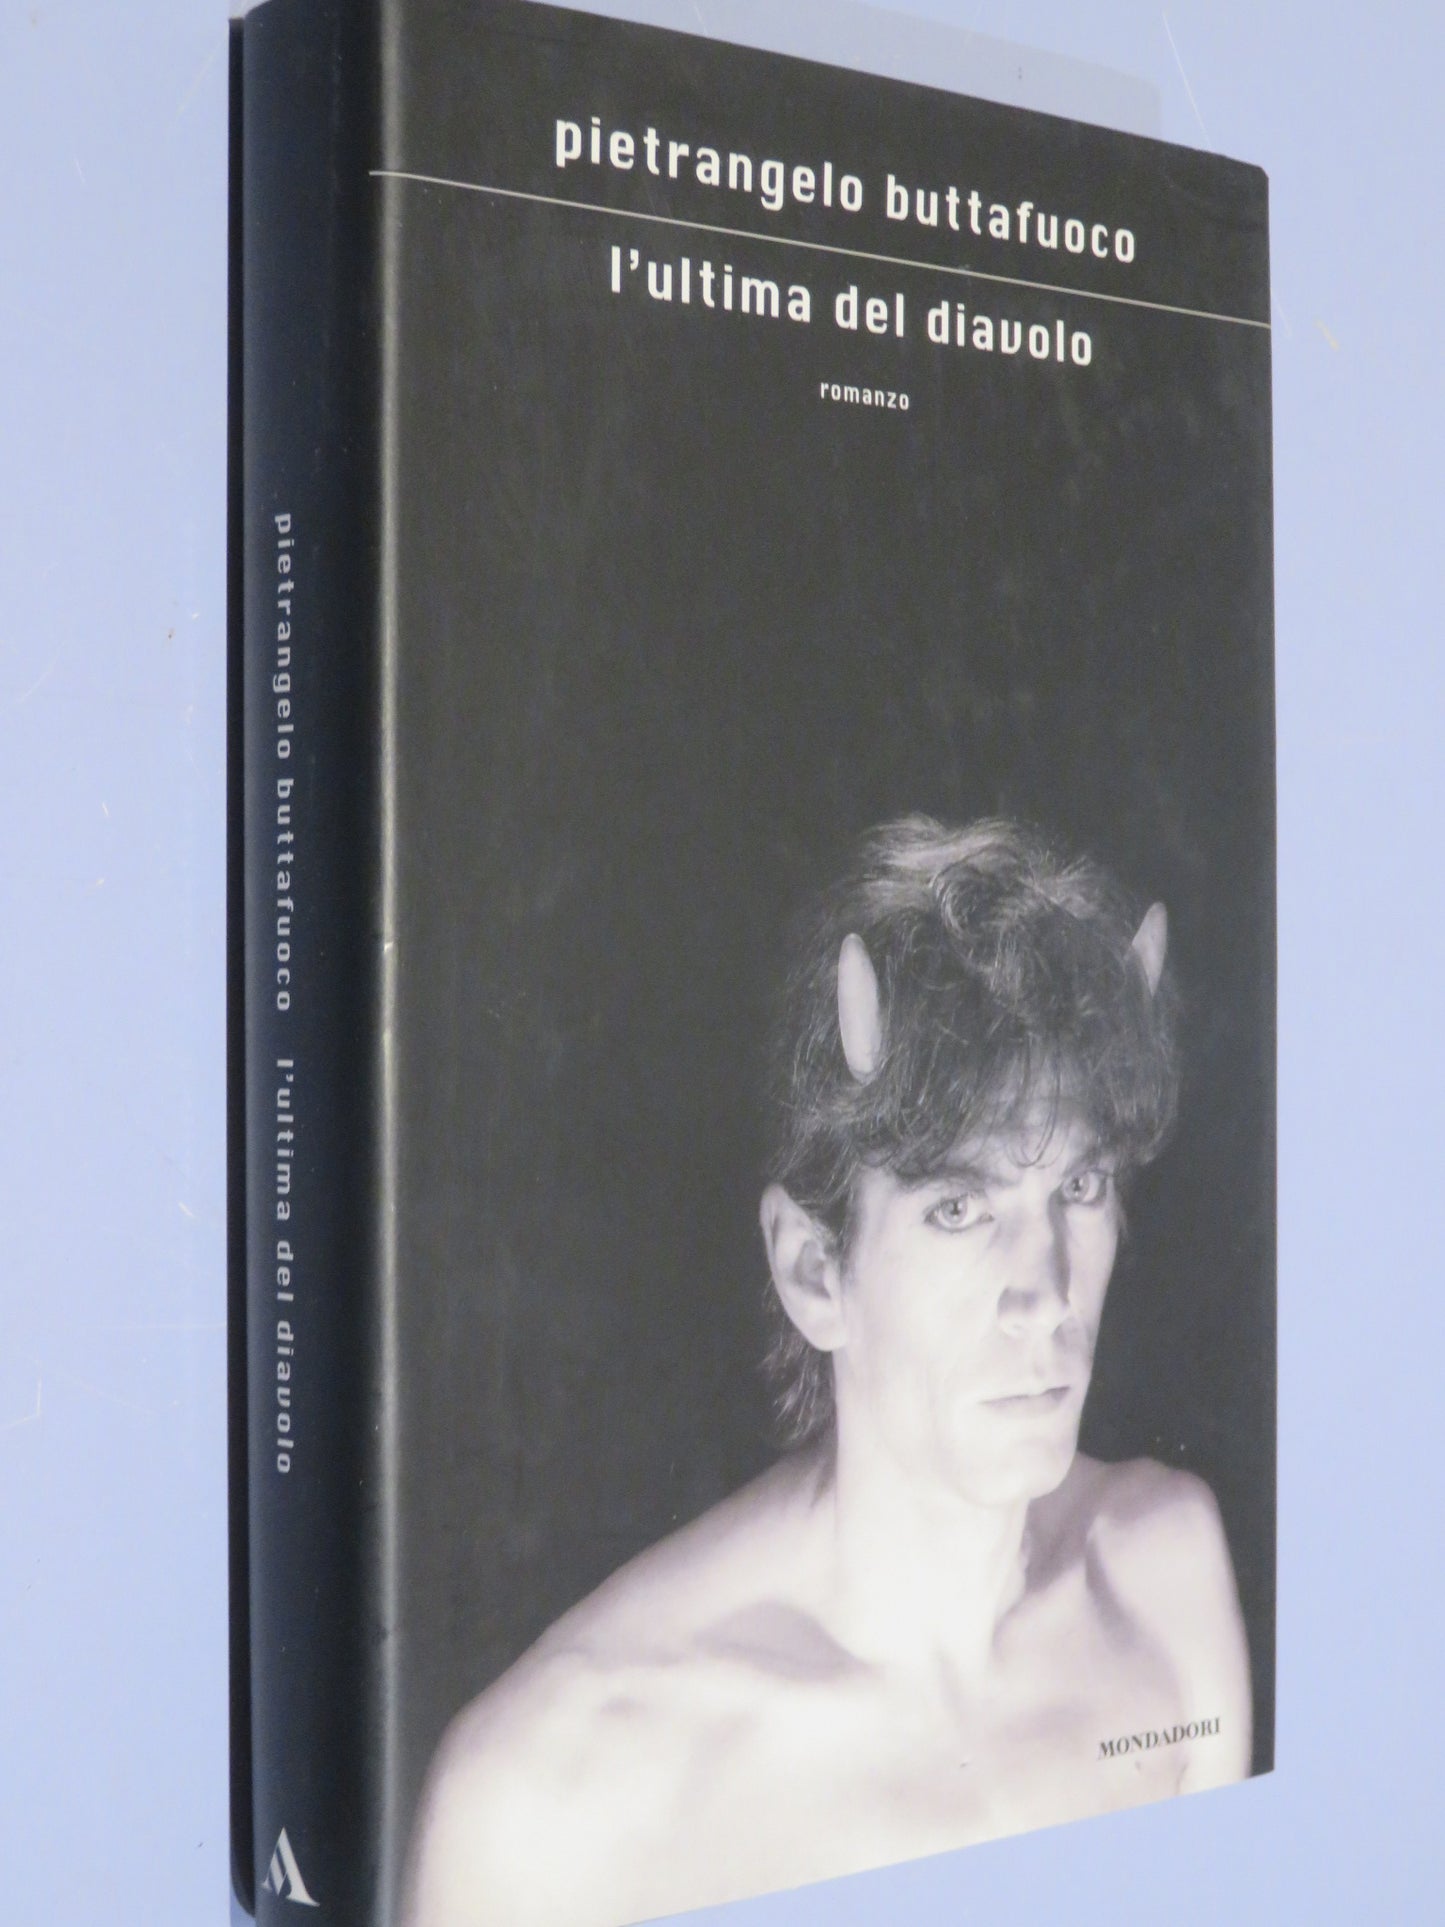 pietrangelo buttafuoco
l'ultima del diavolo
romanzo
pietrangelo buttafuoco l'ultima del diavolo
MONDADORI